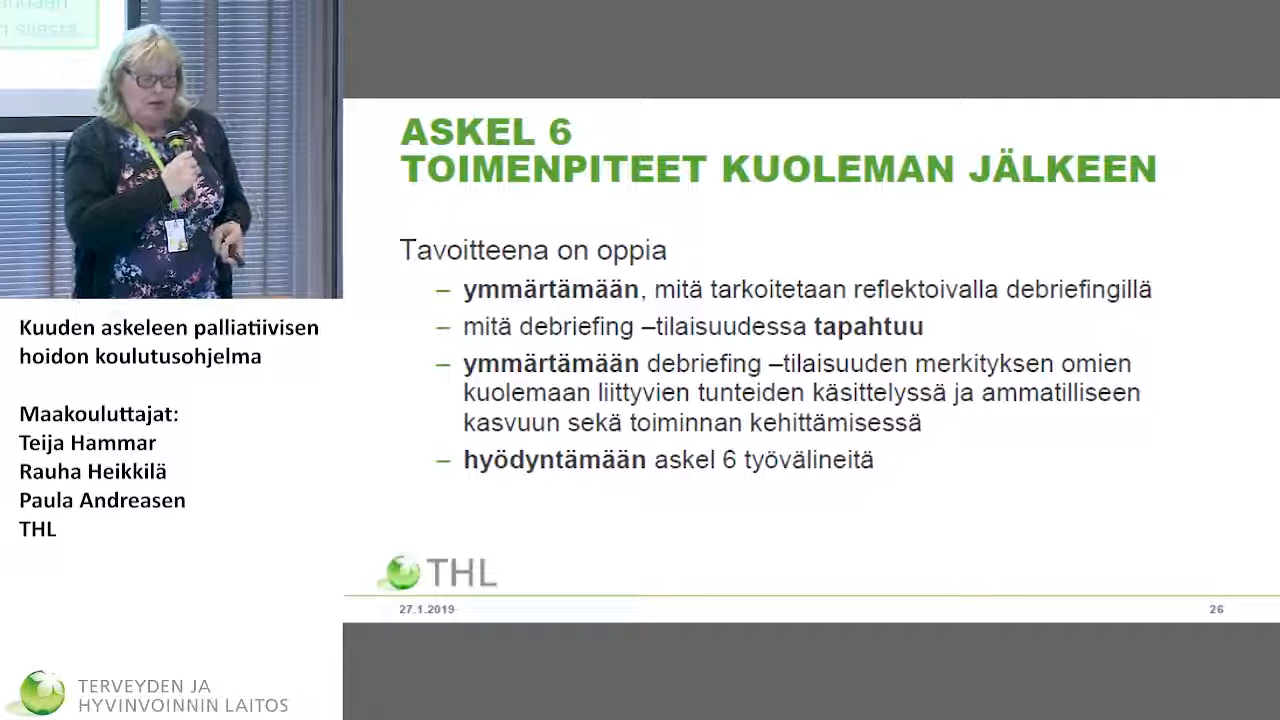 ASKEL 6
TOIMENPITEET KUOLEMAN JÄLKEEN
Tavoitteena on oppia
– ymmärtämään, mitä tarkoitetaan reflektoivalla debriefingillä
– mitä debriefing –tilaisuudessa tapahtuu
– ymmärtämään debriefing –tilaisuuden merkityksen omien
kuolemaan liittyvien tunteiden käsittelyssä ja ammatilliseen
kasvuun sekä toiminnan kehittämisessä
– hyödyntämään askel 6 työvälineitä
THL
27.1.2019
26
Kuuden askeleen palliatiivisen
hoidon koulutusohjelma
Maakouluttajat:
Teija Hammar
Rauha Heikkilä
Paula Andreasen
THL
TERVEYDEN JA
HYVINVOINNIN LAITOS